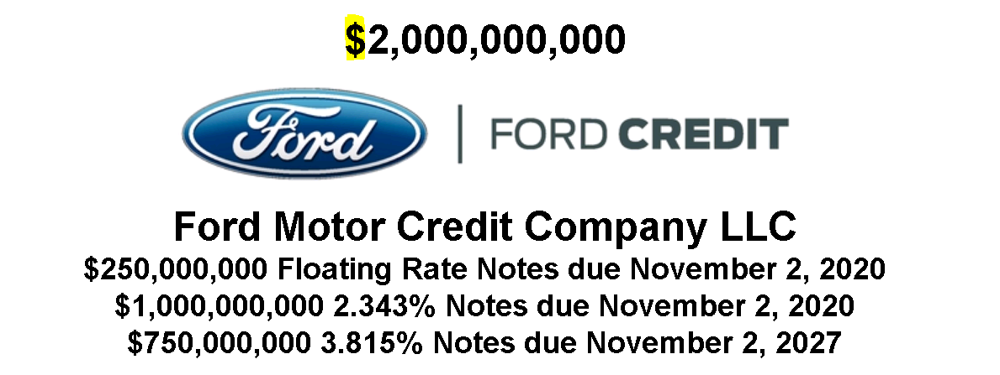 $2,000,000,000
Ford | FORD CREDIT
Ford Motor Credit Company LLC
$250,000,000 Floating Rate Notes due November 2, 2020
$1,000,000,000 2.343% Notes due November 2, 2020
$750,000,000 3.815% Notes due November 2, 2027